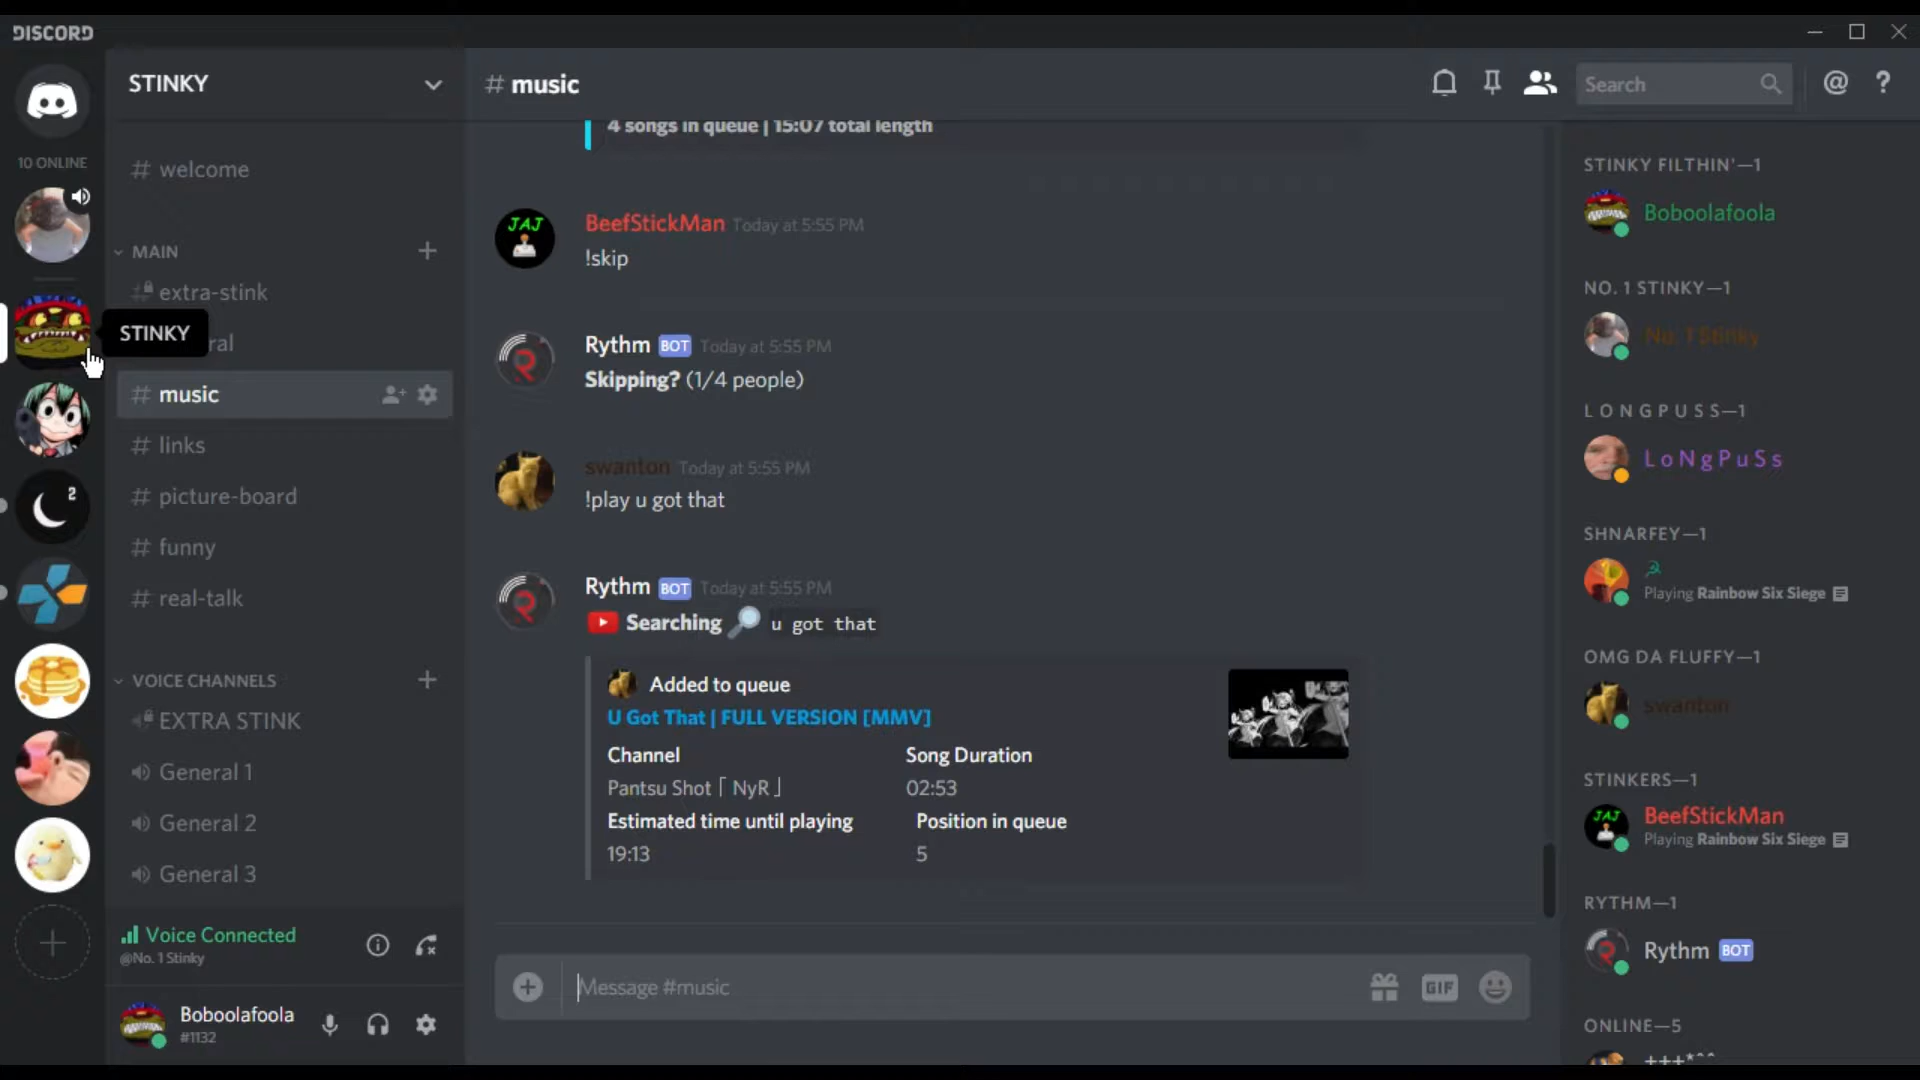 DISCORD
10 ONLINE
2
STINKY
STINKY
# welcome
MAIN
extra-stink
ral
# music
# links
# picture-board
# funny
# real-talk
VOICE CHANNELS
EXTRA STINK
General 1
General 2
General 3
Voice Connected
@No. 1 Stinky
Boboolafoola
#1132
# music
Search
@ ?
4 songs in queue | 15:07 total length
JAJ
BeefStickMan Today at 5:55 PM
!skip
Rythm BOT Today at 5:55 PM
Skipping? (1/4 people)
swanton Today at 5:55 PM
!play u got that
Rythm BOT Today at 5:55 PM
Searching u got that
Added to queue
U Got That | FULL VERSION [MMV]
Channel Song Duration
Pantsu Shot「NyR」 02:53
Estimated time until playing Position in queue
19:13 5
Message #music
GIF
STINKY FILTHIN'—1
Boboolafoola
NO. 1 STINKY—1
No. 1 Stinky
L O N G P U S S—1
L o N g P u S s
SHNARFEY—1
☭
Playing Rainbow Six Siege
OMG DA FLUFFY—1
swanton
STINKERS—1
JAJ
BeefStickMan
Playing Rainbow Six Siege
RYTHM—1
Rythm BOT
ONLINE—5